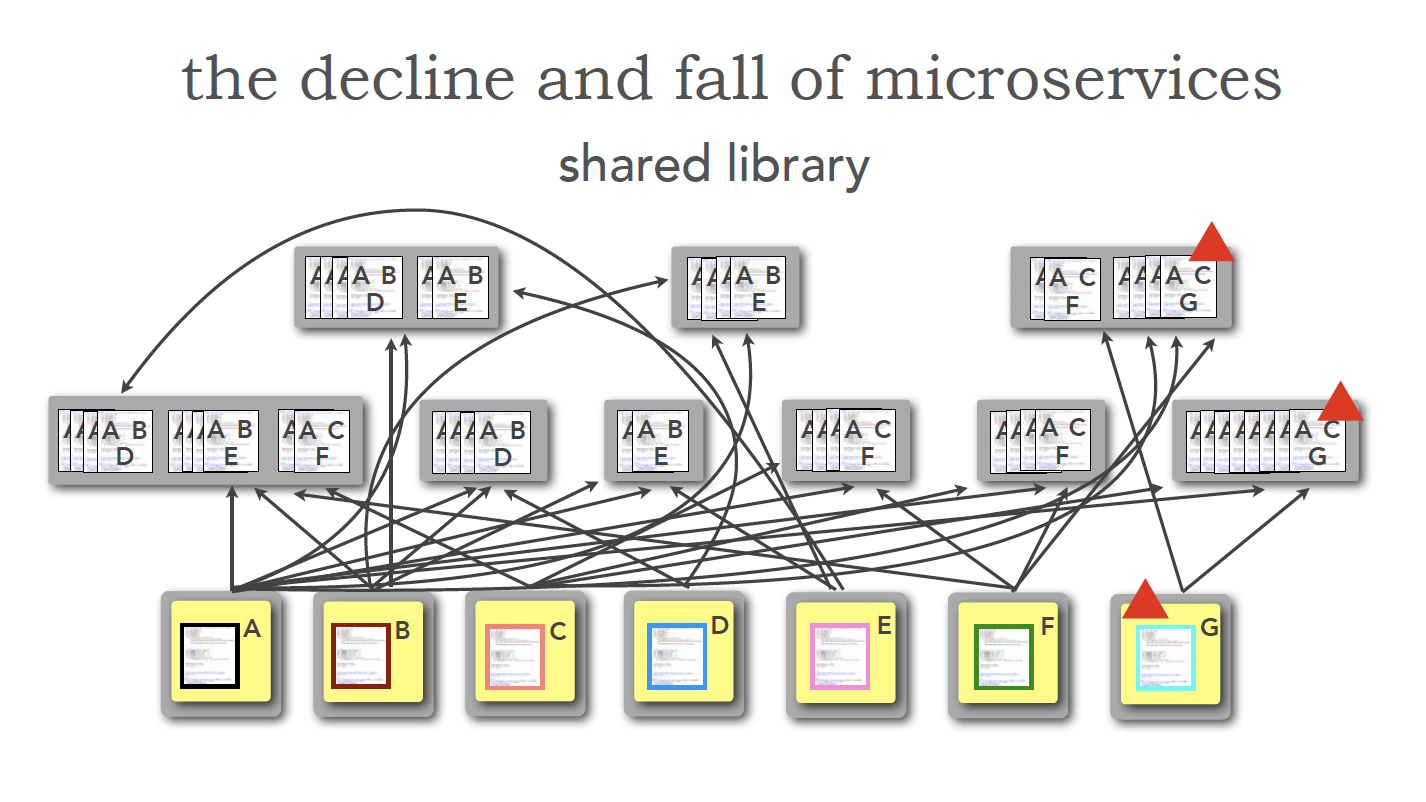 the decline and fall of microservices
shared library
A A B A B
D E
A A A A B
E
A A C A A C
F G
A A A A B A B A C
D E F
A A A A B
D
A A B
E
A A A A C
F
A A A A C
F
A A A A A A A A C
G
A B C D E F G